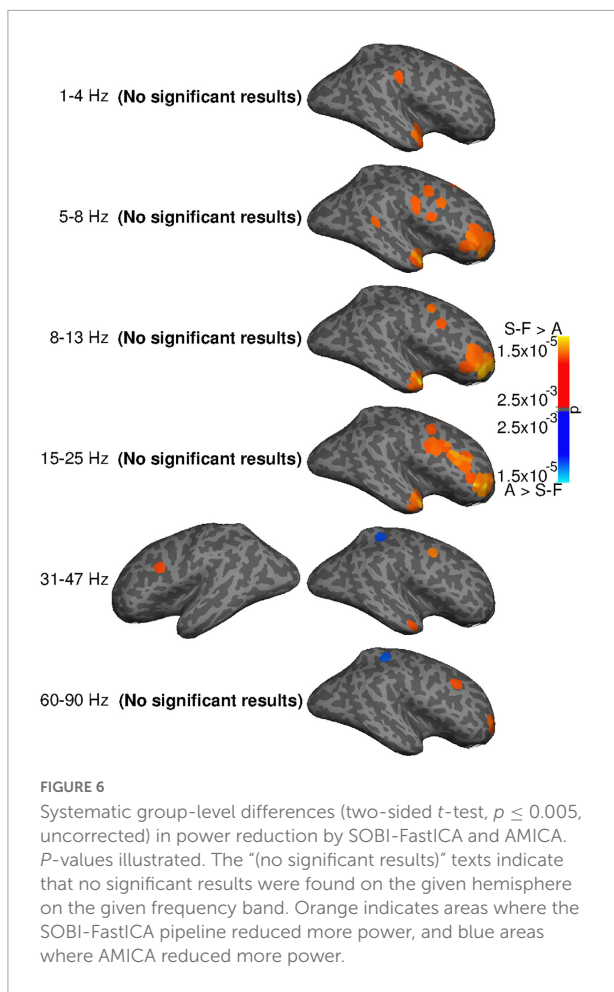 1-4 Hz (No significant results)
5-8 Hz (No significant results)
8-13 Hz (No significant results)
S-F > A
1.5x10⁻⁵
2.5x10⁻³
p
2.5x10⁻³
1.5x10⁻⁵
A > S-F
15-25 Hz (No significant results)
31-47 Hz
60-90 Hz (No significant results)
FIGURE 6
Systematic group-level differences (two-sided t-test, p ≤ 0.005,
uncorrected) in power reduction by SOBI-FastICA and AMICA.
P-values illustrated. The “(no significant results)” texts indicate
that no significant results were found on the given hemisphere
on the given frequency band. Orange indicates areas where the
SOBI-FastICA pipeline reduced more power, and blue areas
where AMICA reduced more power.